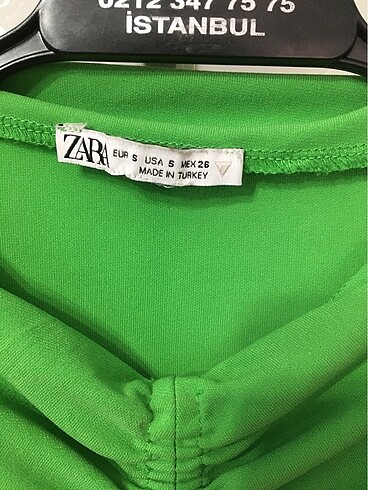 0212 347 75 75
İSTANBUL
ZARA
EUR S USA S MEX 26
MADE IN TURKEY